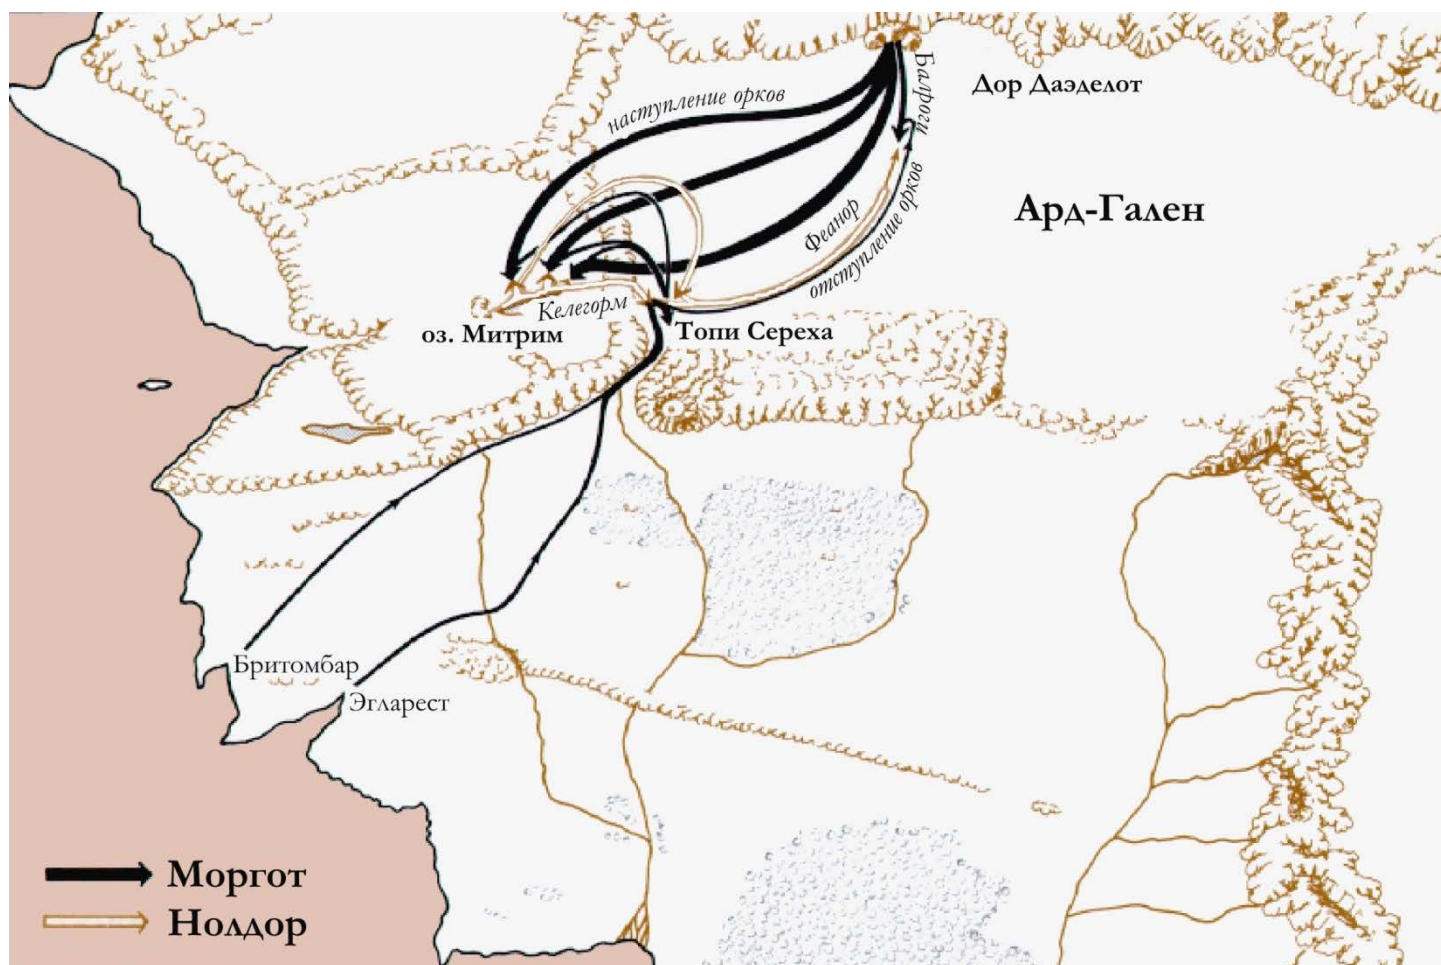 Балроги
Дор Даэделот
наступление орков
Ард-Гален
Феанор
отступление орков
Келегорм
оз. Митрим
Топи Сереха
Бритомбар
Эгларест
Моргот
Нолдор